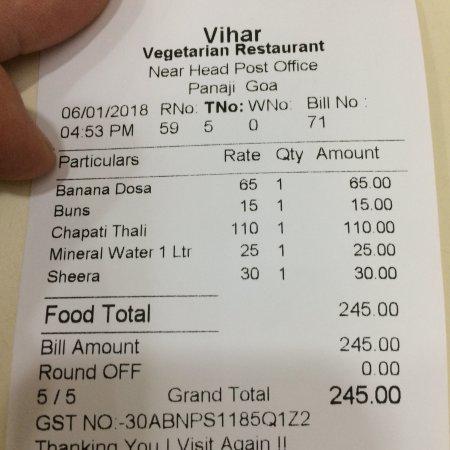 Vihar
Vegetarian Restaurant
Near Head Post Office
Panaji Goa
06/01/2018 RNo: TNo: WNo: Bill No :
04:53 PM 59 5 0 71
Particulars Rate Qty Amount
Banana Dosa 65 1 65.00
Buns 15 1 15.00
Chapati Thali 110 1 110.00
Mineral Water 1 Ltr 25 1 25.00
Sheera 30 1 30.00
Food Total 245.00
Bill Amount 245.00
Round OFF 0.00
5 / 5 Grand Total 245.00
GST NO:-30ABNPS1185Q1Z2
Thanking You ! Visit Again !!